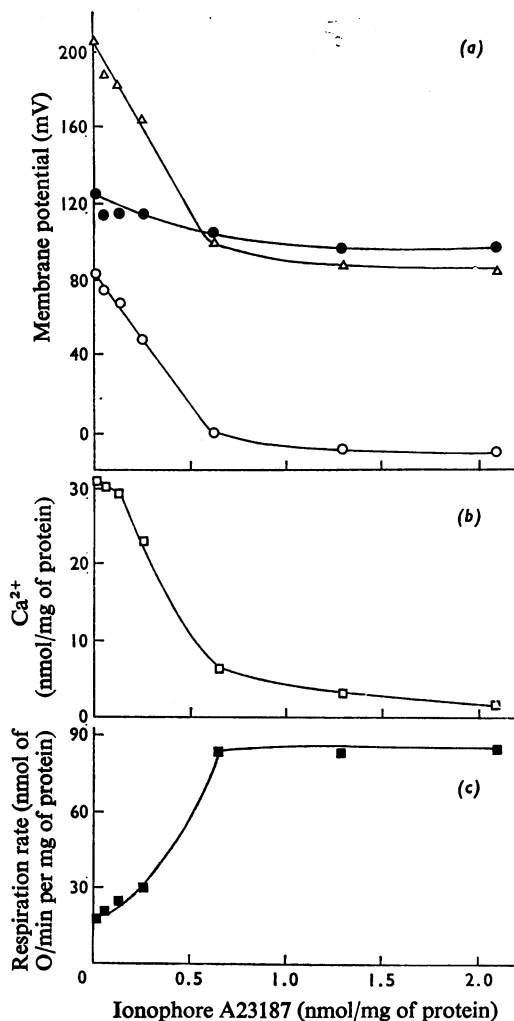 (a)
Membrane potential (mV)
200
160
120
80
40
0
(b)
Ca²⁺
(nmol/mg of protein)
30
20
10
0
(c)
Respiration rate (nmol of
O/min per mg of protein)
90
60
30
0
0
0.5
1.0
1.5
2.0
Ionophore A23187 (nmol/mg of protein)